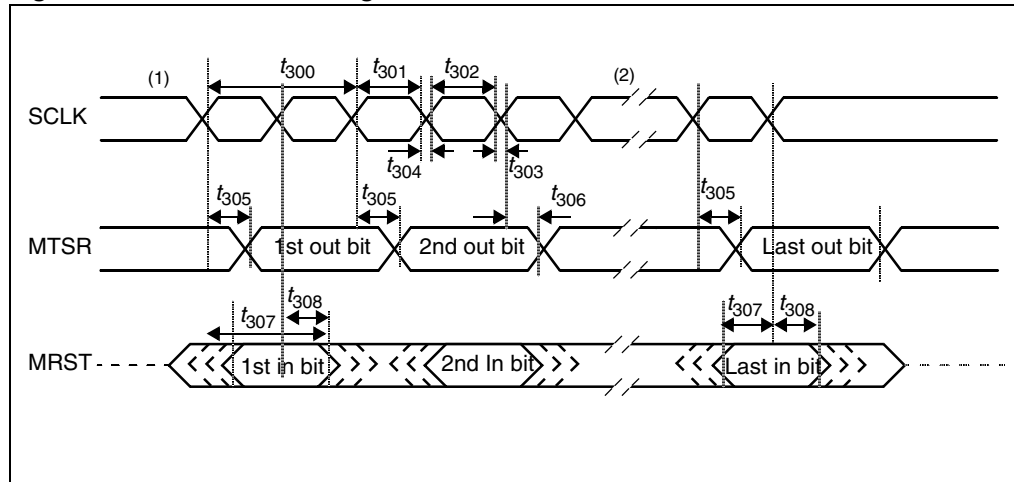 (1)
t300
t301
t302
(2)
SCLK
t304
t303
t305
t305
t306
t305
MTSR
1st out bit
2nd out bit
Last out bit
t307
t308
t307
t308
MRST
1st in bit
2nd In bit
Last in bit